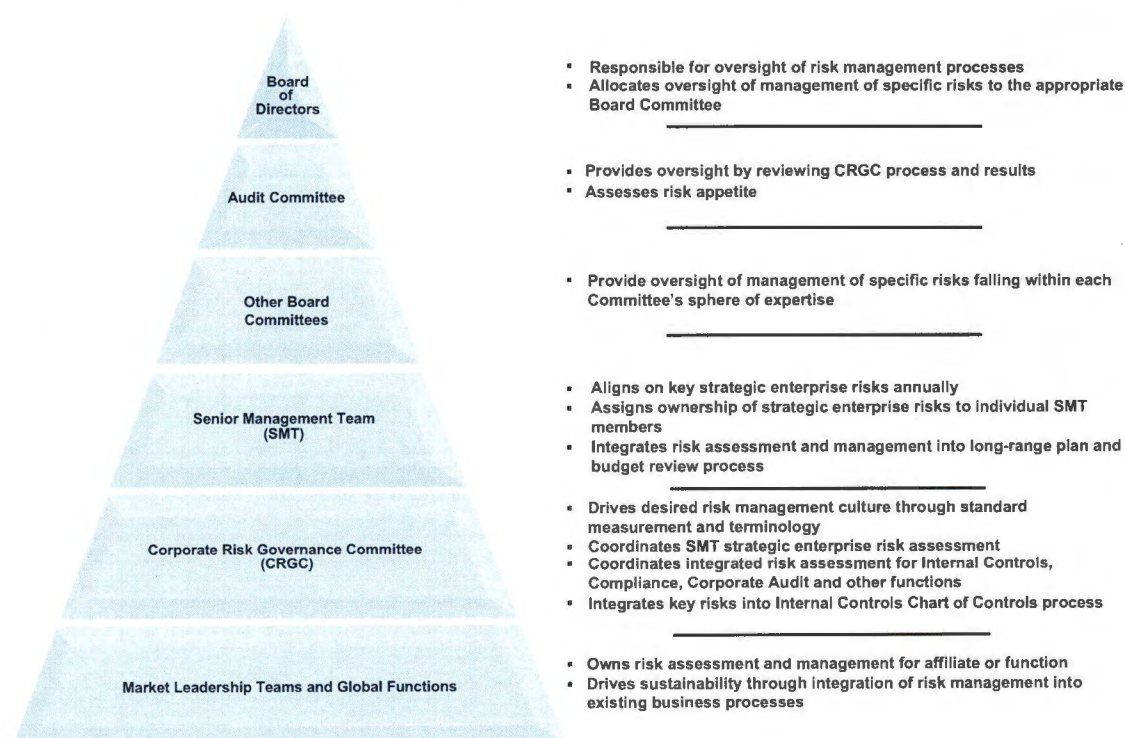 Board
of
Directors
▪ Responsible for oversight of risk management processes
▪ Allocates oversight of management of specific risks to the appropriate
Board Committee
Audit Committee
▪ Provides oversight by reviewing CRGC process and results
▪ Assesses risk appetite
Other Board
Committees
▪ Provide oversight of management of specific risks falling within each
Committee's sphere of expertise
Senior Management Team
(SMT)
▪ Aligns on key strategic enterprise risks annually
▪ Assigns ownership of strategic enterprise risks to individual SMT
members
▪ Integrates risk assessment and management into long-range plan and
budget review process
Corporate Risk Governance Committee
(CRGC)
▪ Drives desired risk management culture through standard
measurement and terminology
▪ Coordinates SMT strategic enterprise risk assessment
▪ Coordinates integrated risk assessment for Internal Controls,
Compliance, Corporate Audit and other functions
▪ Integrates key risks into Internal Controls Chart of Controls process
Market Leadership Teams and Global Functions
▪ Owns risk assessment and management for affiliate or function
▪ Drives sustainability through integration of risk management into
existing business processes